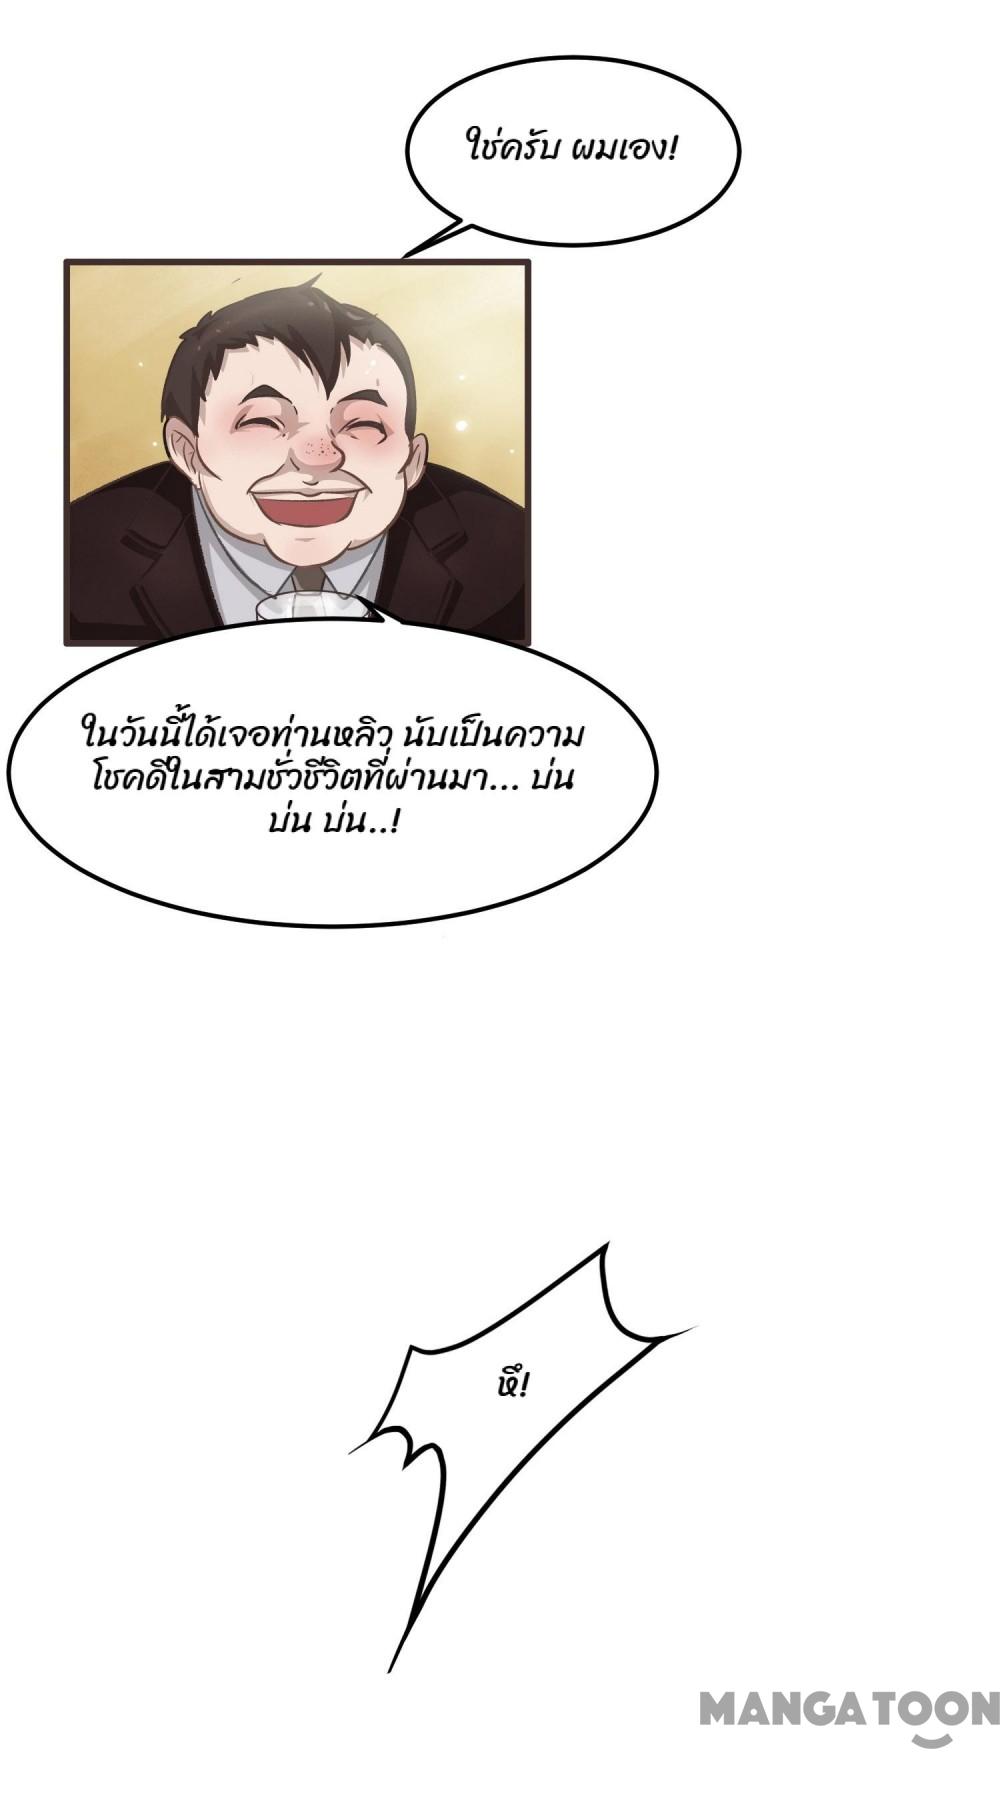 ใช่ครับ ผมเอง!
ในวันนี้ได้เจอท่านหลิว นับเป็นความ
โชคดีในสามชั่วชีวิตที่ผ่านมา... บ่น
บ่น บ่น..!
หึ!
MANGATOON